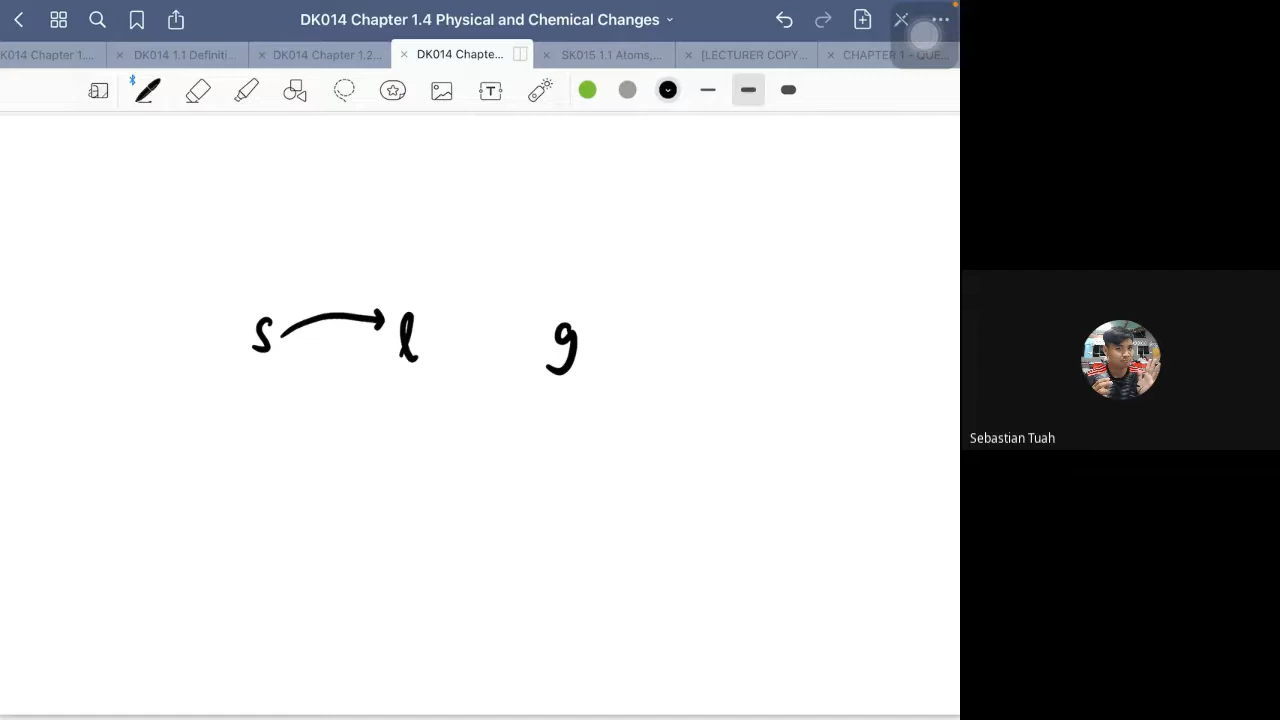 DK014 Chapter 1.4 Physical and Chemical Changes
K014 Chapter 1.... DK014 1.1 Definiti... DK014 Chapter 1.2... DK014 Chapte... SK015 1.1 Atoms,... [LECTURER COPY... CHAPTER 1 - QUE...
T
s l g
Sebastian Tuah